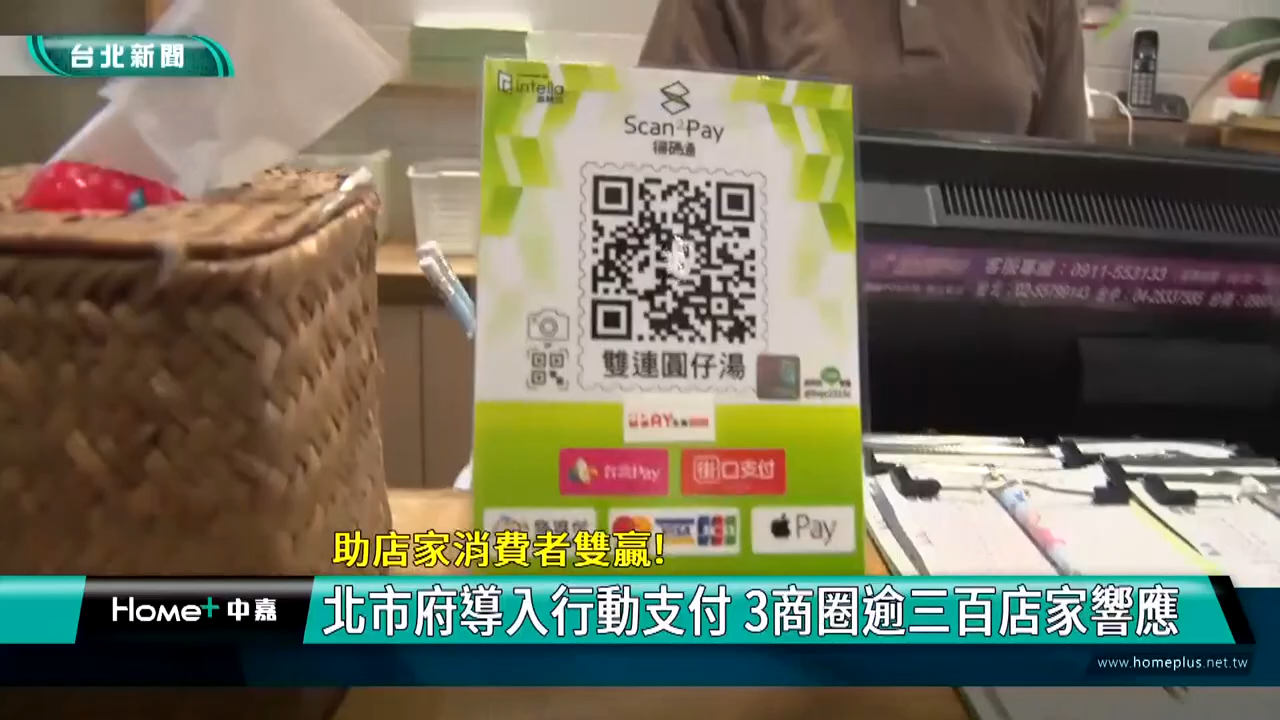 台北新聞
intella
Scan2Pay
掃碼通
雙連圓仔湯
客服專線：0911-553133
台灣Pay
街口支付
VISA
JCB
Pay
助店家消費者雙贏!
Home+中嘉
北市府導入行動支付 3商圈逾三百店家響應
www.homeplus.net.tw